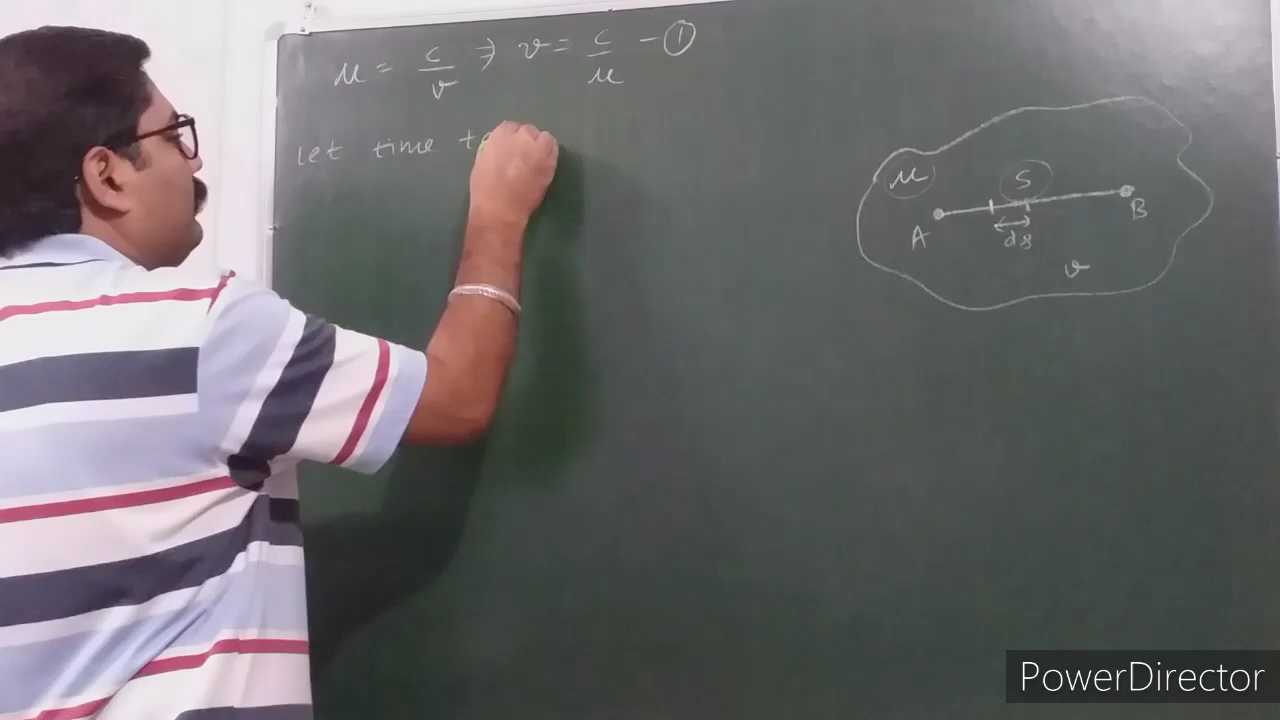 μ = c/v ⇒ v = c/μ - ①
Let time
μ
S
A
B
ds
v
PowerDirector